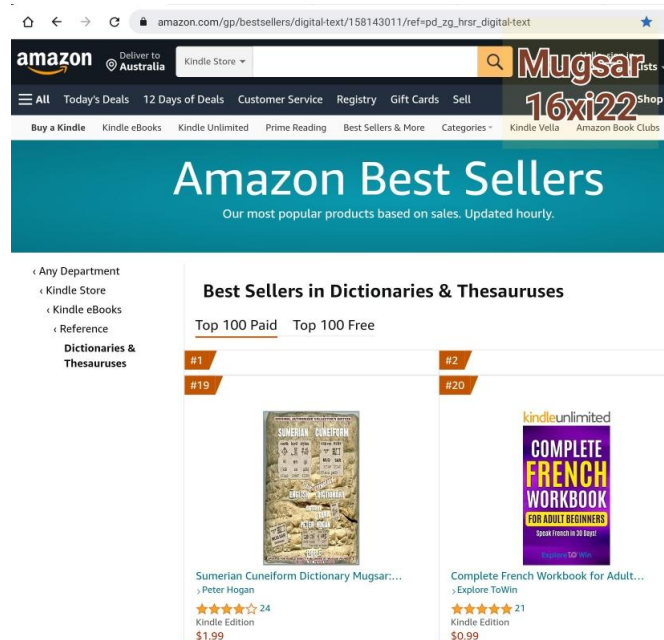 amazon.com/gp/bestsellers/digital-text/158143011/ref=pd_zg_hrsr_digital-text
amazon
Deliver to
Australia
Kindle Store
Mugsar
16xi22
All Today's Deals 12 Days of Deals Customer Service Registry Gift Cards Sell
Shop
Buy a Kindle Kindle eBooks Kindle Unlimited Prime Reading Best Sellers & More Categories Kindle Vella Amazon Book Clubs
Amazon Best Sellers
Our most popular products based on sales. Updated hourly.
‹ Any Department
‹ Kindle Store
‹ Kindle eBooks
‹ Reference
Dictionaries &
Thesauruses
Best Sellers in Dictionaries & Thesauruses
Top 100 Paid Top 100 Free
#1
#2
#19
#20
SUMERIAN CUNEIFORM
ENGLISH DICTIONARY
PETER HOGAN
kindleunlimited
COMPLETE
FRENCH
WORKBOOK
FOR ADULT BEGINNERS
Speak French in 30 Days!
Explore ToWin
Sumerian Cuneiform Dictionary Mugsar:...
› Peter Hogan
24
Kindle Edition
$1.99
Complete French Workbook for Adult...
› Explore ToWin
21
Kindle Edition
$0.99